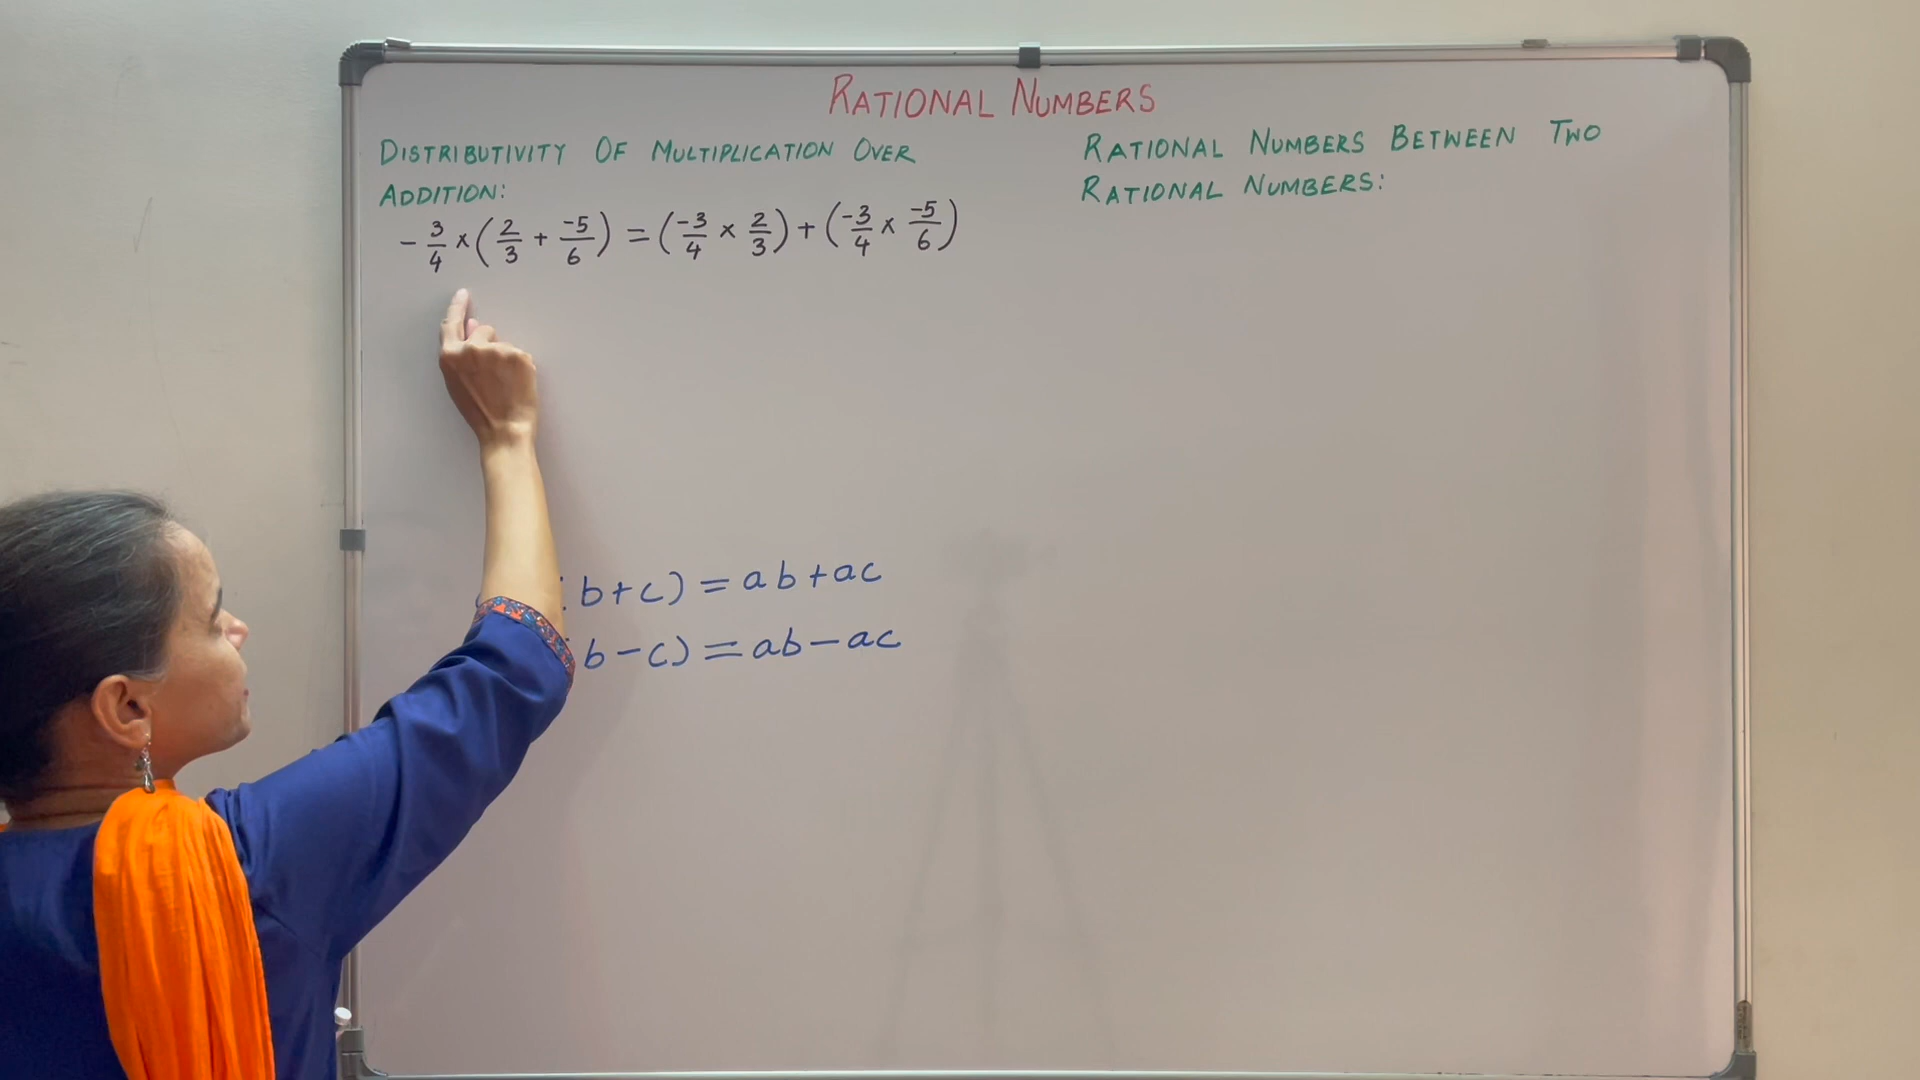 RATIONAL NUMBERS
DISTRIBUTIVITY OF MULTIPLICATION OVER
ADDITION:
- 3/4 × (2/3 + -5/6) = (-3/4 × 2/3) + (-3/4 × -5/6)
b+c) = ab+ac
b-c) = ab-ac
RATIONAL NUMBERS BETWEEN TWO
RATIONAL NUMBERS: